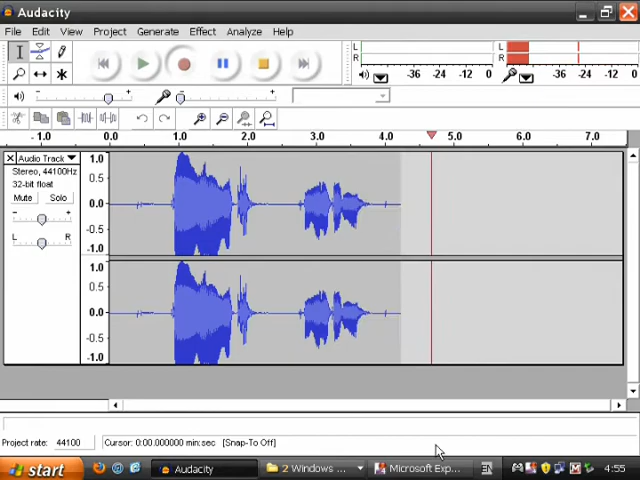 Audacity
File Edit View Project Generate Effect Analyze Help
L
R
-36 -24 -12 0
L
R
-36 -24 -12 0
- +
- +
- 1.0 0.0 1.0 2.0 3.0 4.0 5.0 6.0 7.0
Audio Track
Stereo, 44100Hz
32-bit float
Mute Solo
- +
L R
1.0
0.5
0.0
-0.5
-1.0
1.0
0.5
0.0
-0.5
-1.0
Project rate: 44100 Cursor: 0:00.000000 min:sec [Snap-To Off]
start Audacity 2 Windows ... Microsoft Exp... 4:55